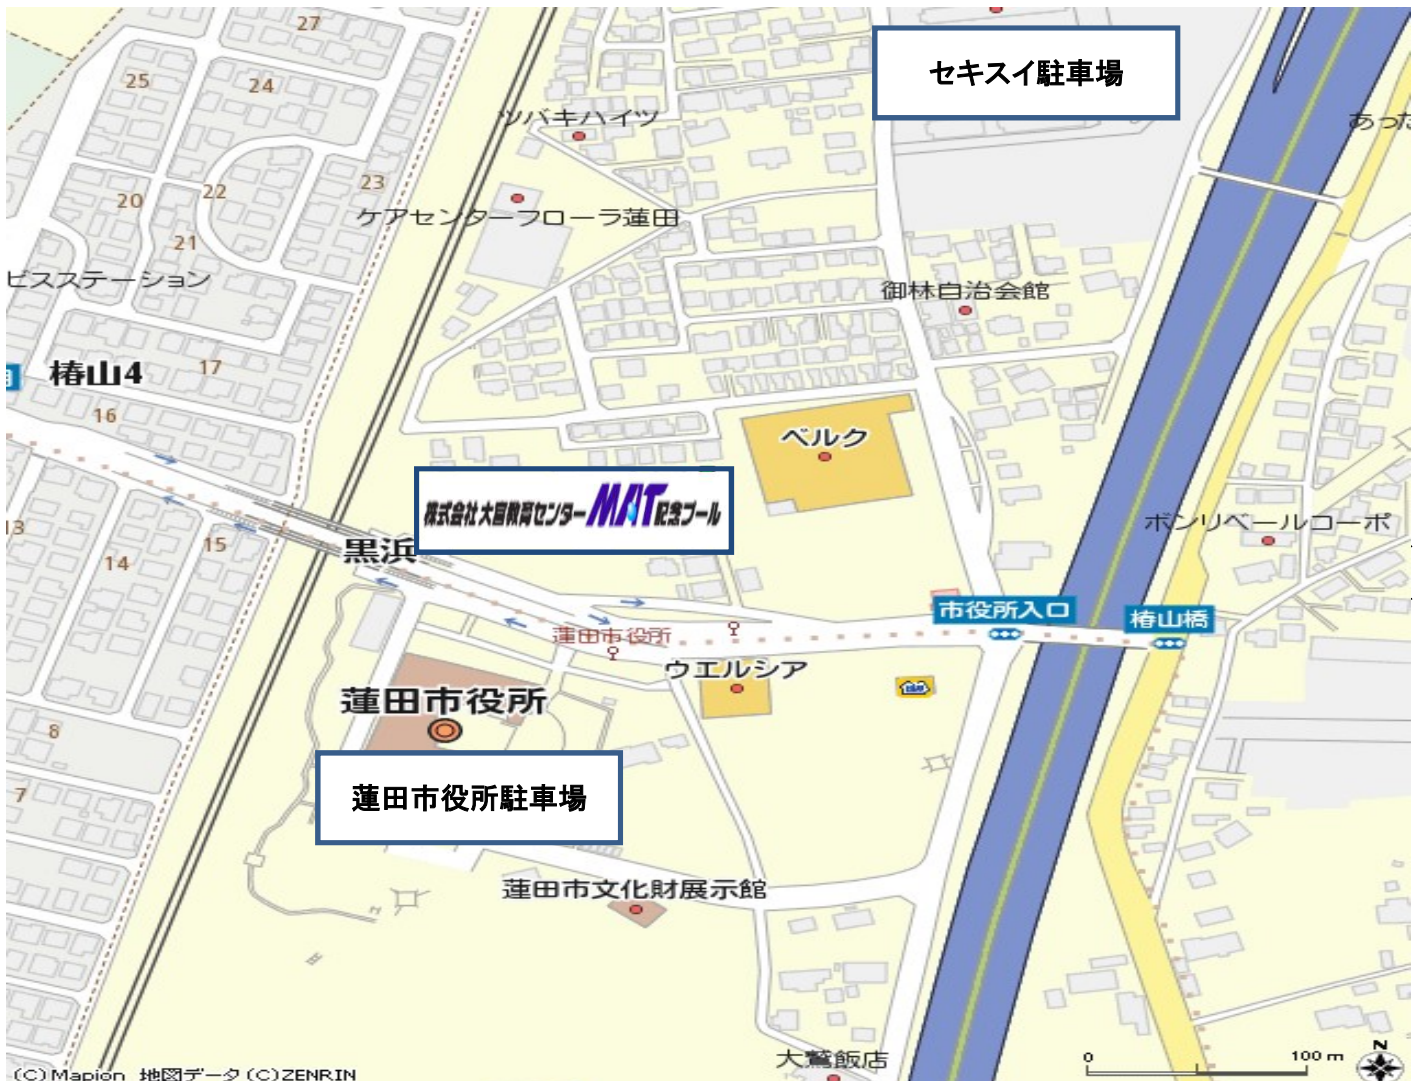 27
セキスイ駐車場
25
24
ツバキハイツ
あった
23
22
20
ケアセンターフローラ蓮田
21
ビスステーション
御林自治会館
椿山4
17
16
ベルク
株式会社大国教育センターMAT記念プール
13
15
黒浜
ボンリベールコーポ
14
市役所入口
椿山橋
蓮田市役所
ウエルシア
蓮田市役所
8
蓮田市役所駐車場
7
蓮田市文化財展示館
大鷲飯店
0
100m
N
(C)Mapion 地図データ(C)ZENRIN